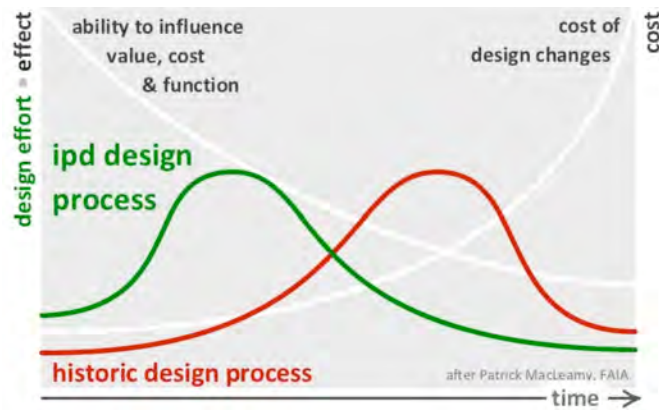 ability to influence
value, cost
& function
cost of
design changes
design effort = effect
cost
ipd design
process
historic design process
after Patrick MacLeamy, FAIA
time